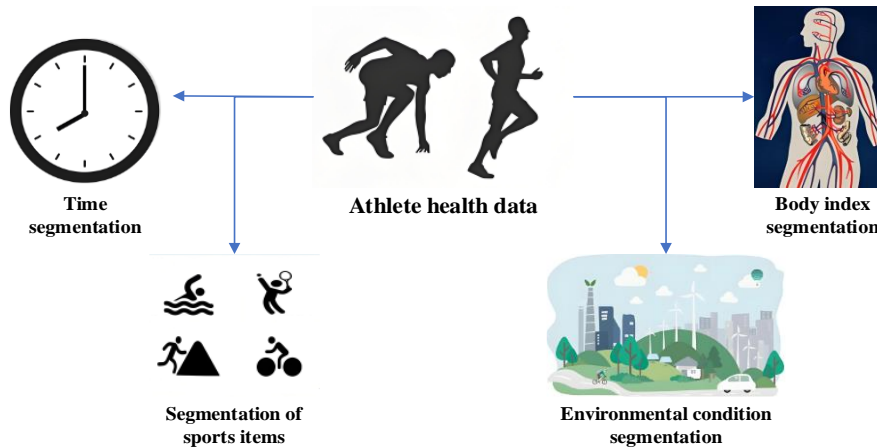 Athlete health data
Time
segmentation
Body index
segmentation
Segmentation of
sports items
Environmental condition
segmentation